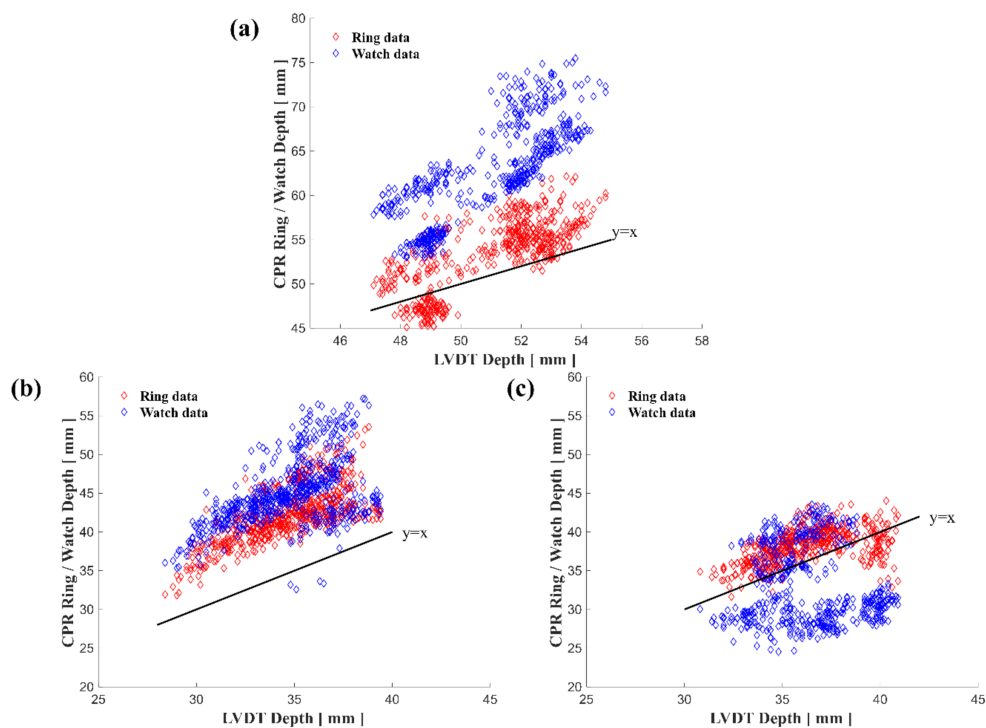 (a)
Ring data
Watch data
80
75
70
65
60
55
50
45
CPR Ring / Watch Depth [ mm ]
y=x
46 48 50 52 54 56 58
LVDT Depth [ mm ]
(b)
Ring data
Watch data
60
55
50
45
40
35
30
25
20
CPR Ring / Watch Depth [ mm ]
y=x
25 30 35 40 45
LVDT Depth [ mm ]
(c)
Ring data
Watch data
60
55
50
45
40
35
30
25
20
CPR Ring / Watch Depth [ mm ]
y=x
25 30 35 40 45
LVDT Depth [ mm ]